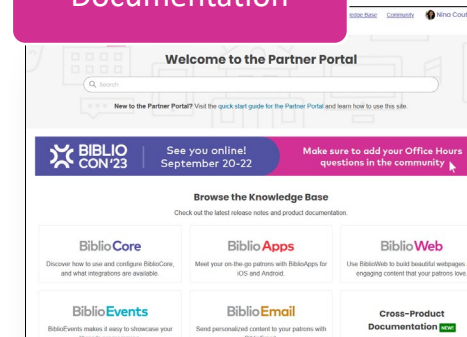 Documentation
Knowledge Base Community Nina Cout
Welcome to the Partner Portal
Search
New to the Partner Portal? Visit the quick start guide for the Partner Portal and learn how to use this site.
BIBLIO
CON '23
See you online!
September 20-22
Make sure to add your Office Hours
questions in the community
Browse the Knowledge Base
Check out the latest release notes and product documentation.
BiblioCore
Discover how to use and configure BiblioCore,
and what integrations are available.
BiblioApps
Meet your on-the-go patrons with BiblioApps for
iOS and Android.
BiblioWeb
Use BiblioWeb to build beautiful webpages
engaging content that your patrons love.
BiblioEvents
BiblioEvents makes it easy to showcase your
BiblioEmail
Send personalized content to your patrons with
Cross-Product
Documentation NEW!